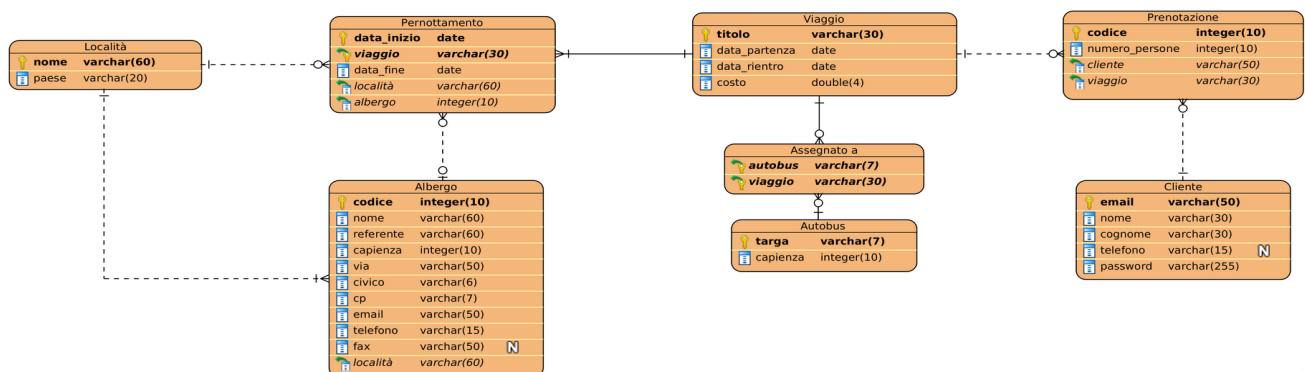 Località
nome varchar(60)
paese varchar(20)
Pernottamento
data_inizio date
viaggio varchar(30)
data_fine date
località varchar(60)
albergo integer(10)
Viaggio
titolo varchar(30)
data_partenza date
data_rientro date
costo double(4)
Prenotazione
codice integer(10)
numero_persone integer(10)
cliente varchar(50)
viaggio varchar(30)
Assegnato a
autobus varchar(7)
viaggio varchar(30)
Albergo
codice integer(10)
nome varchar(60)
referente varchar(60)
capienza integer(10)
via varchar(50)
civico varchar(6)
cp varchar(7)
email varchar(50)
telefono varchar(15)
fax varchar(50) N
località varchar(60)
Autobus
targa varchar(7)
capienza integer(10)
Cliente
email varchar(50)
nome varchar(30)
cognome varchar(30)
telefono varchar(15) N
password varchar(255)